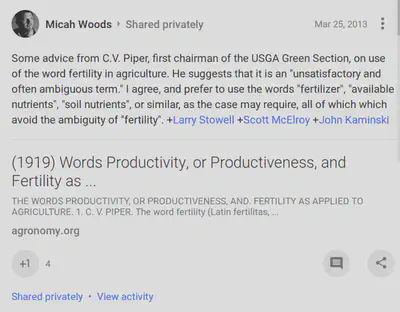 Micah Woods › Shared privately Mar 25, 2013
Some advice from C.V. Piper, first chairman of the USGA Green Section, on use
of the word fertility in agriculture. He suggests that it is an "unsatisfactory and
often ambiguous term." I agree, and prefer to use the words "fertilizer", "available
nutrients", "soil nutrients", or similar, as the case may require, all of which which
avoid the ambiguity of "fertility". +Larry Stowell +Scott McElroy +John Kaminski
(1919) Words Productivity, or Productiveness, and
Fertility as ...
THE WORDS PRODUCTIVITY, OR PRODUCTIVENESS, AND. FERTILITY AS APPLIED TO
AGRICULTURE. 1. C. V. PIPER. The word fertility (Latin fertilitas, ...
agronomy.org
+1 4
Shared privately • View activity